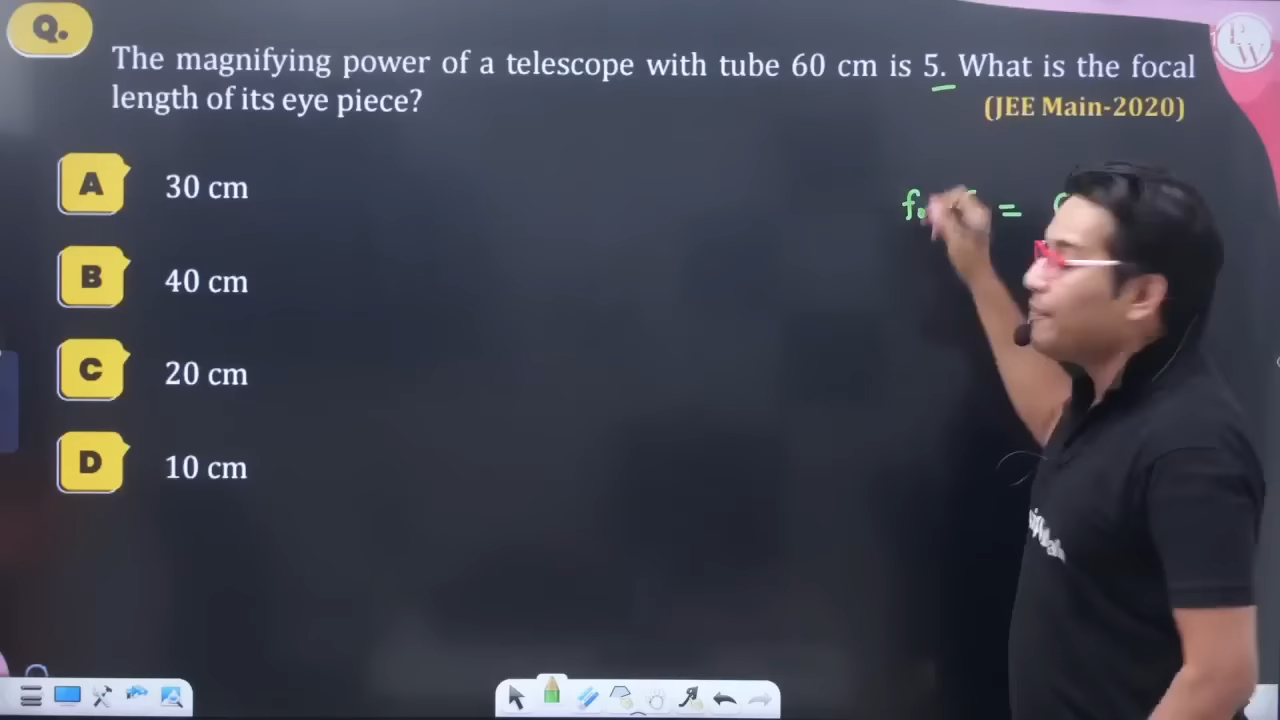 Q.
The magnifying power of a telescope with tube 60 cm is 5. What is the focal
length of its eye piece?
(JEE Main-2020)
PW
A 30 cm
B 40 cm
C 20 cm
D 10 cm
=